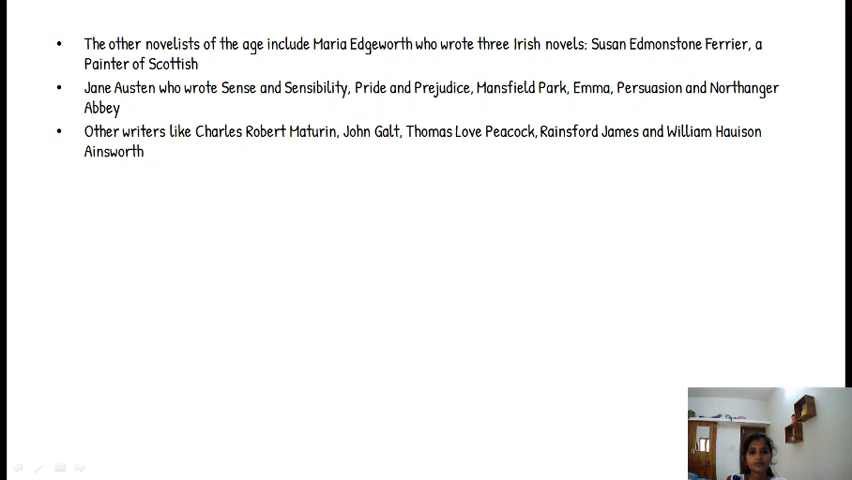 • The other novelists of the age include Maria Edgeworth who wrote three Irish novels: Susan Edmonstone Ferrier, a
Painter of Scottish
• Jane Austen who wrote Sense and Sensibility, Pride and Prejudice, Mansfield Park, Emma, Persuasion and Northanger
Abbey
• Other writers like Charles Robert Maturin, John Galt, Thomas Love Peacock, Rainsford James and William Hauison
Ainsworth